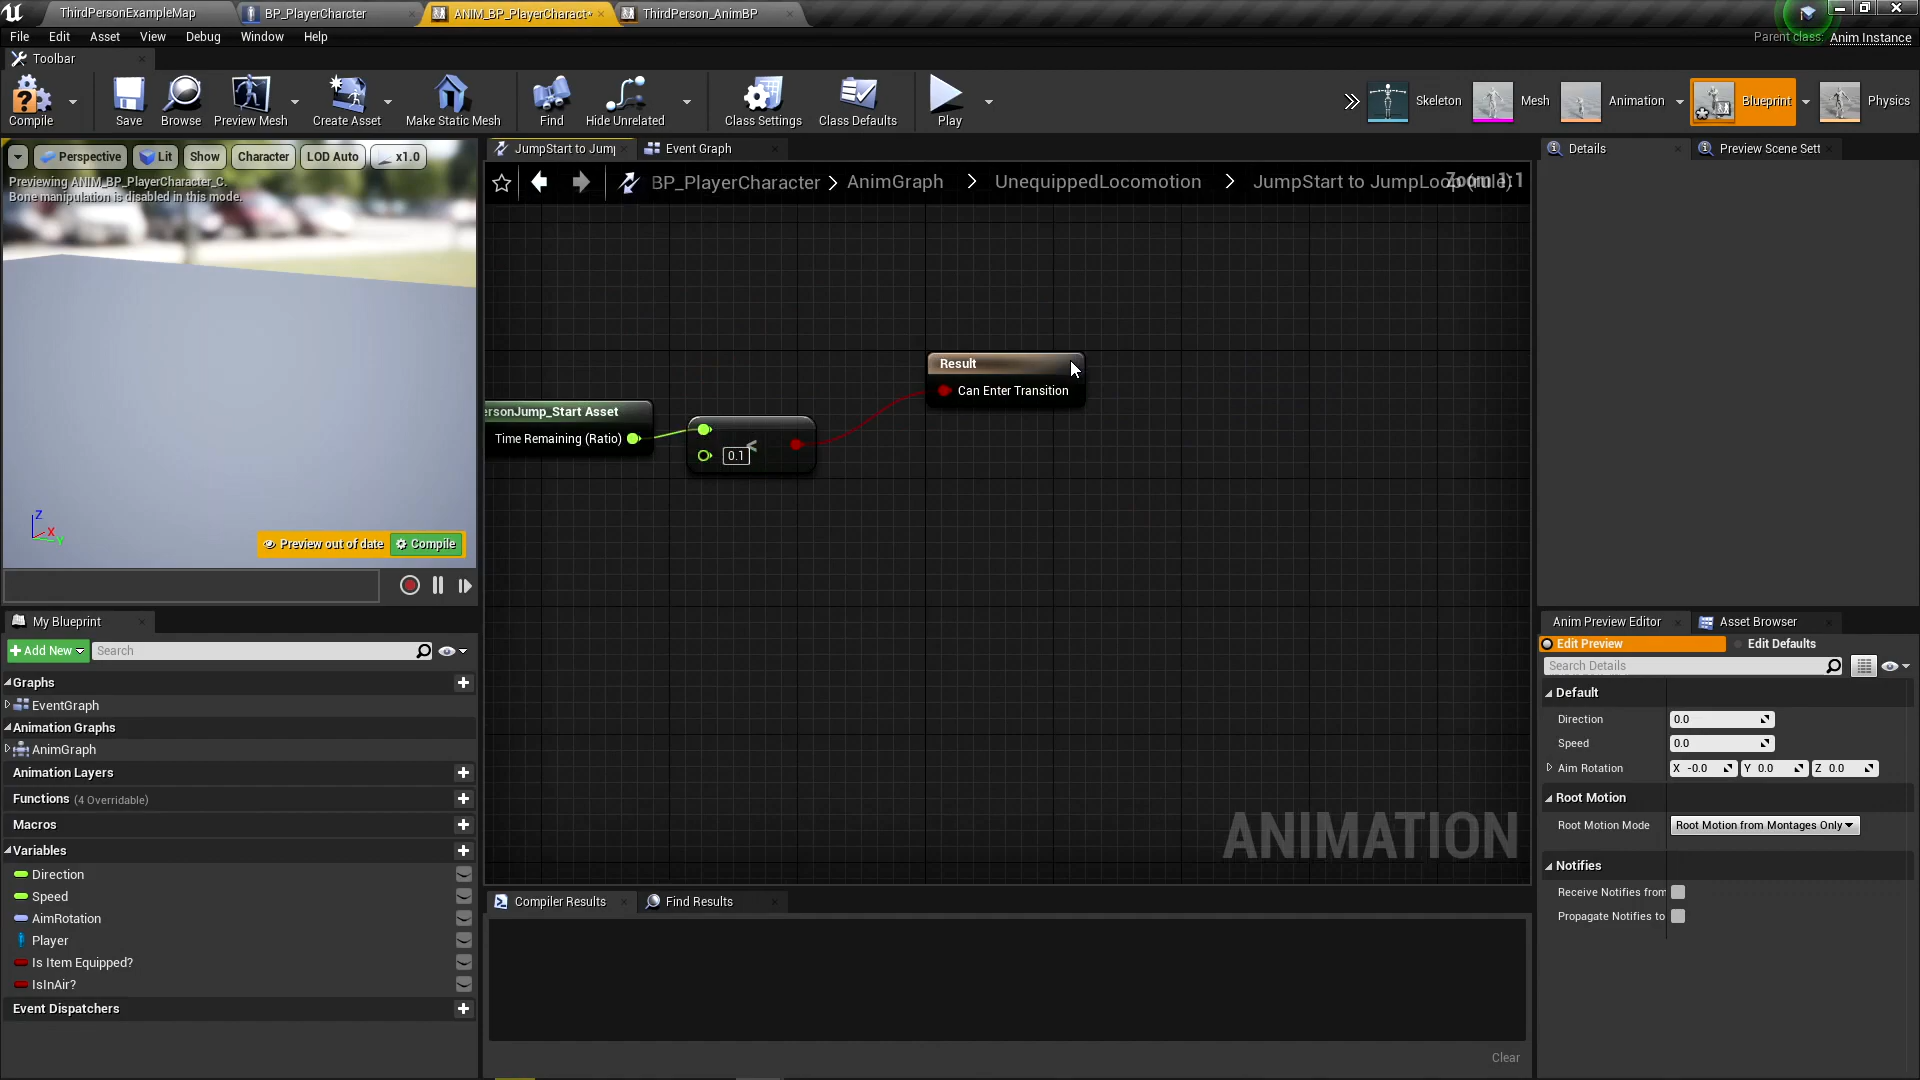 ThirdPersonExampleMap
BP_PlayerCharcter
ANIM_BP_PlayerCharact*
ThirdPerson_AnimBP
File Edit Asset View Debug Window Help
Parent class: Anim Instance
Toolbar
Compile
Save
Browse
Preview Mesh
Create Asset
Make Static Mesh
Find
Hide Unrelated
Class Settings
Class Defaults
Play
Skeleton
Mesh
Animation
Blueprint
Physics
Perspective
Lit
Show
Character
LOD Auto
x1.0
Previewing ANIM_BP_PlayerCharacter_C.
Bone manipulation is disabled in this mode.
Z
X
Y
Preview out of date
Compile
JumpStart to Jump
Event Graph
BP_PlayerCharacter > AnimGraph > UnequippedLocomotion > JumpStart to JumpLoop (rule)
Zoom 1:1
Result
Can Enter Transition
ersonJump_Start Asset
Time Remaining (Ratio)
<
0.1
ANIMATION
Compiler Results
Find Results
Clear
My Blueprint
Add New
Search
Graphs
EventGraph
Animation Graphs
AnimGraph
Animation Layers
Functions (4 Overridable)
Macros
Variables
Direction
Speed
AimRotation
Player
Is Item Equipped?
IsInAir?
Event Dispatchers
Details
Preview Scene Sett
Anim Preview Editor
Asset Browser
Edit Preview
Edit Defaults
Search Details
Default
Direction 0.0
Speed 0.0
Aim Rotation X -0.0 Y 0.0 Z 0.0
Root Motion
Root Motion Mode Root Motion from Montages Only
Notifies
Receive Notifies from
Propagate Notifies to